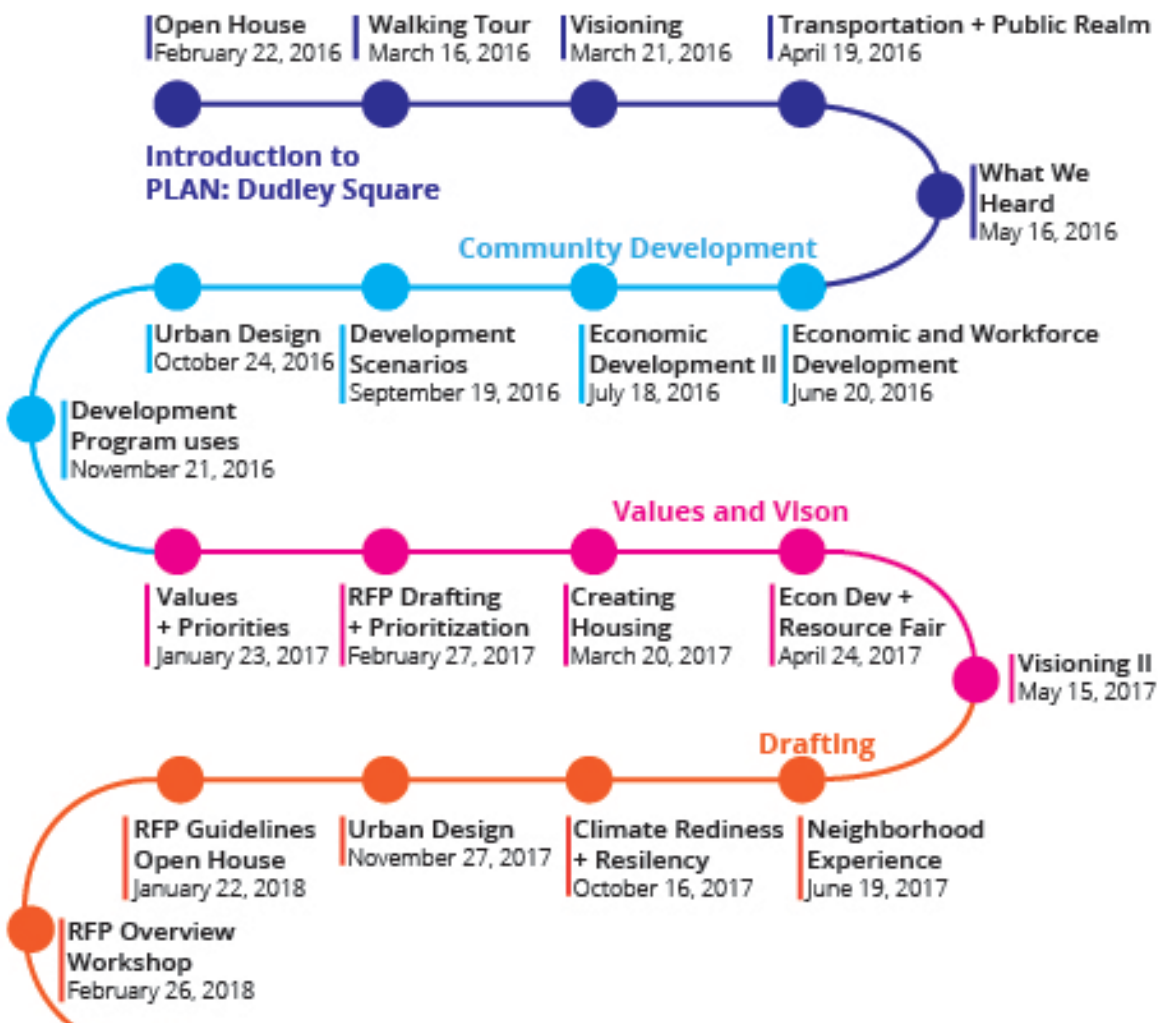 Open House
February 22, 2016
Walking Tour
March 16, 2016
Visioning
March 21, 2016
Transportation + Public Realm
April 19, 2016
Introduction to
PLAN: Dudley Square
What We
Heard
May 16, 2016
Community Development
Urban Design
October 24, 2016
Development
Scenarios
September 19, 2016
Economic
Development II
July 18, 2016
Economic and Workforce
Development
June 20, 2016
Development
Program uses
November 21, 2016
Values and Vison
Values
+ Priorities
January 23, 2017
RFP Drafting
+ Prioritization
February 27, 2017
Creating
Housing
March 20, 2017
Econ Dev +
Resource Fair
April 24, 2017
Visioning II
May 15, 2017
Drafting
RFP Guidelines
Open House
January 22, 2018
Urban Design
November 27, 2017
Climate Rediness
+ Resilency
October 16, 2017
Neighborhood
Experience
June 19, 2017
RFP Overview
Workshop
February 26, 2018